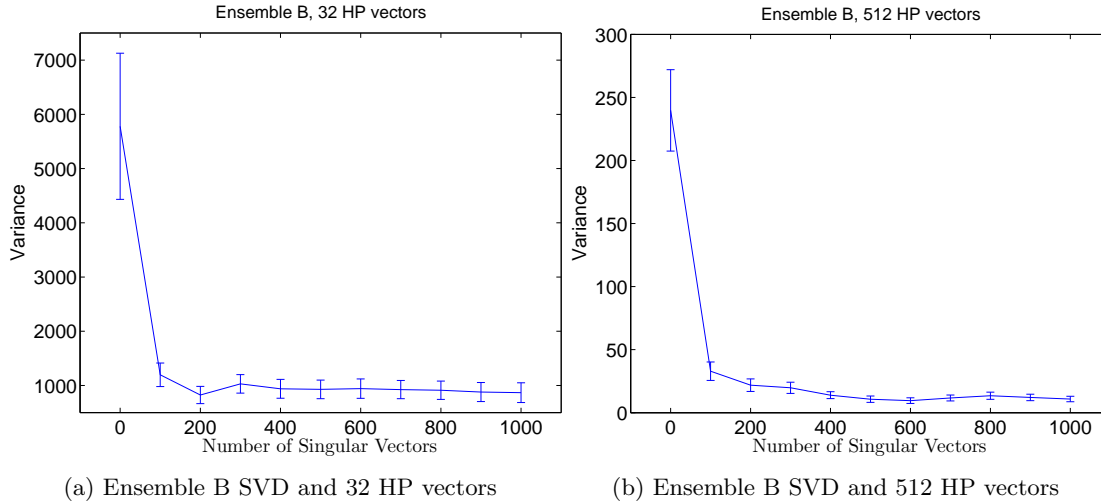 Ensemble B, 32 HP vectors
7000
6000
5000
4000
3000
2000
1000
Variance
0 200 400 600 800 1000
Number of Singular Vectors
(a) Ensemble B SVD and 32 HP vectors
Ensemble B, 512 HP vectors
300
250
200
150
100
50
0
Variance
0 200 400 600 800 1000
Number of Singular Vectors
(b) Ensemble B SVD and 512 HP vectors